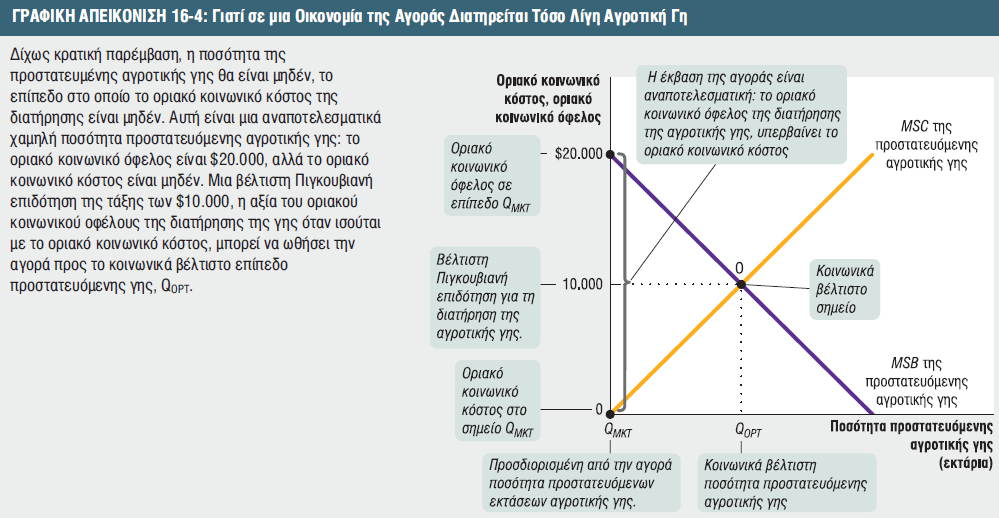 ΓΡΑΦΙΚΗ ΑΠΕΙΚΟΝΙΣΗ 16-4: Γιατί σε μια Οικονομία της Αγοράς Διατηρείται Τόσο Λίγη Αγροτική Γη
Δίχως κρατική παρέμβαση, η ποσότητα της
προστατευμένης αγροτικής γης θα είναι μηδέν, το
επίπεδο στο οποίο το οριακό κοινωνικό κόστος της
διατήρησης είναι μηδέν. Αυτή είναι μια αναποτελεσματικά
χαμηλή ποσότητα προστατευόμενης αγροτικής γης: το
οριακό κοινωνικό όφελος είναι $20.000, αλλά το οριακό
κοινωνικό κόστος είναι μηδέν. Μια βέλτιστη Πιγκουβιανή
επιδότηση της τάξης των $10.000, η αξία του οριακού
κοινωνικού οφέλους της διατήρησης της γης όταν ισούται
με το οριακό κοινωνικό κόστος, μπορεί να ωθήσει την
αγορά προς το κοινωνικά βέλτιστο επίπεδο
προστατευόμενης γης, QOPT.
Οριακό κοινωνικό
κόστος, οριακό
κοινωνικό όφελος
Η έκβαση της αγοράς είναι
αναποτελεσματική: το οριακό
κοινωνικό όφελος της διατήρησης
της αγροτικής γης, υπερβαίνει το
οριακό κοινωνικό κόστος
MSC της
προστατευόμενης
αγροτικής γης
Οριακό
κοινωνικό
όφελος σε
επίπεδο QMKT
$20.000
Βέλτιστη
Πιγκουβιανή
επιδότηση για τη
διατήρηση της
αγροτικής γης.
10.000
O
Κοινωνικά
βέλτιστο
σημείο
Οριακό
κοινωνικό
κόστος στο
σημείο QMKT
0
MSB της
προστατευόμενης
αγροτικής γης
QMKT
QOPT
Ποσότητα προστατευόμενης
αγροτικής γης
(εκτάρια)
Προσδιορισμένη από την αγορά
ποσότητα προστατευόμενων
εκτάσεων αγροτικής γης.
Κοινωνικά βέλτιστη
ποσότητα προστατευόμενης
αγροτικής γης